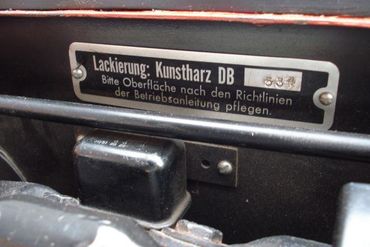 Lackierung: Kunstharz DB
Bitte Oberfläche nach den Richtlinien
der Betriebsanleitung pflegen.